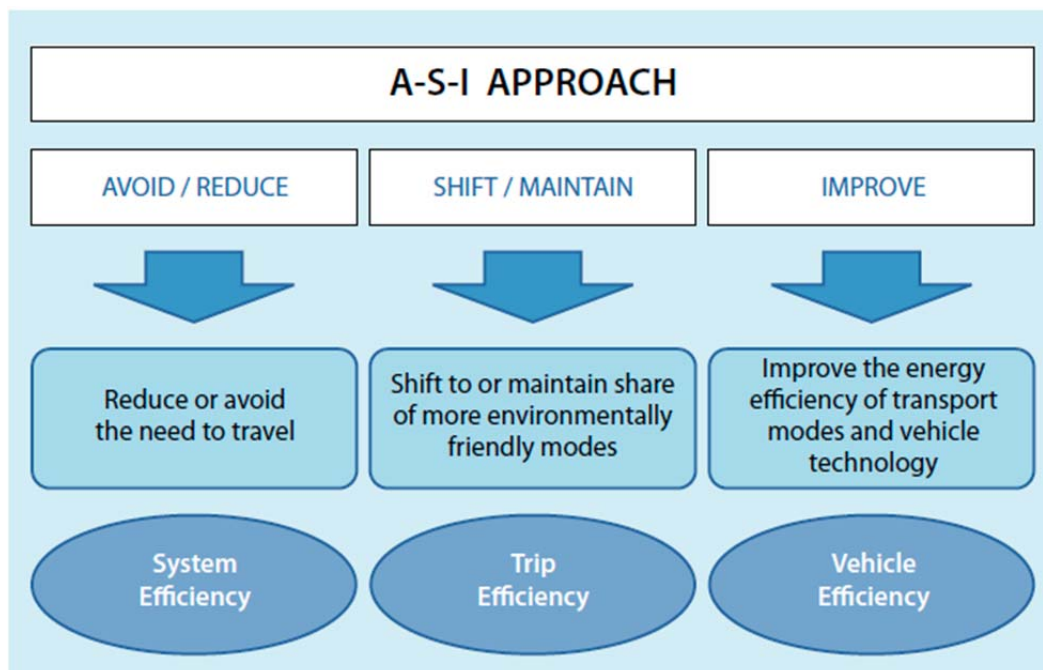 A-S-I APPROACH
AVOID / REDUCE
SHIFT / MAINTAIN
IMPROVE
Reduce or avoid
the need to travel
Shift to or maintain share
of more environmentally
friendly modes
Improve the energy
efficiency of transport
modes and vehicle
technology
System
Efficiency
Trip
Efficiency
Vehicle
Efficiency